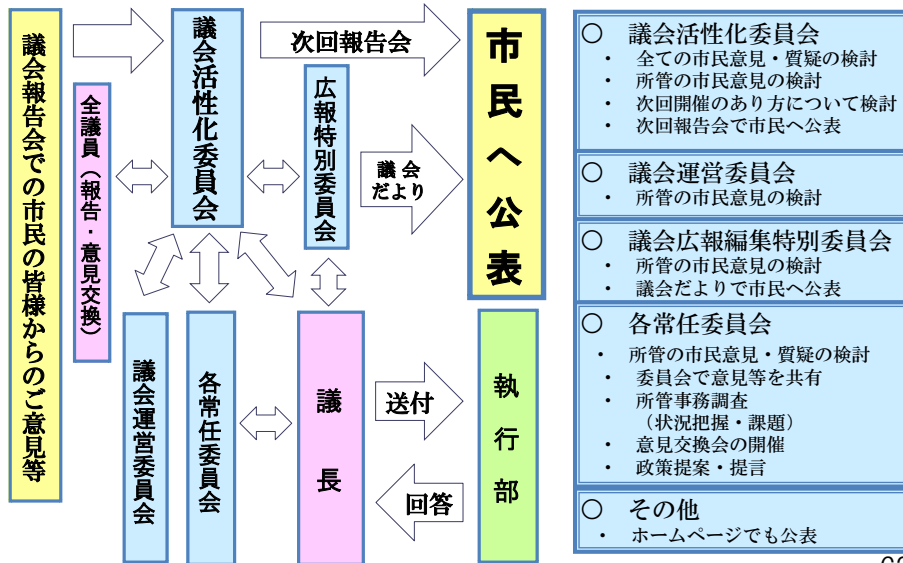 議会報告会での市民の皆様からのご意見等
全議員（報告・意見交換）
議会活性化委員会
次回報告会
広報特別委員会
議会
だより
市民へ公表
議会運営委員会
各常任委員会
議長
送付
回答
執行部
○ 議会活性化委員会
・ 全ての市民意見・質疑の検討
・ 所管の市民意見の検討
・ 次回開催のあり方について検討
・ 次回報告会で市民へ公表
○ 議会運営委員会
・ 所管の市民意見の検討
○ 議会広報編集特別委員会
・ 所管の市民意見の検討
・ 議会だよりで市民へ公表
○ 各常任委員会
・ 所管の市民意見・質疑の検討
・ 委員会で意見等を共有
・ 所管事務調査
（状況把握・課題）
・ 意見交換会の開催
・ 政策提案・提言
○ その他
・ ホームページでも公表